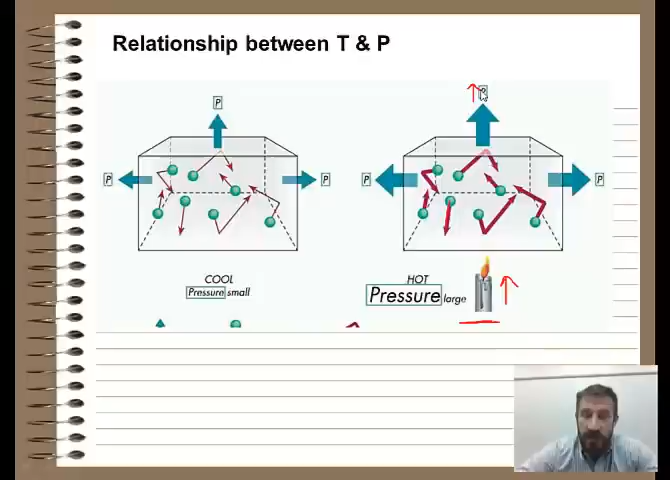 Relationship between T & P
P
P
P
P
P
P
COOL
Pressure small
HOT
Pressure large